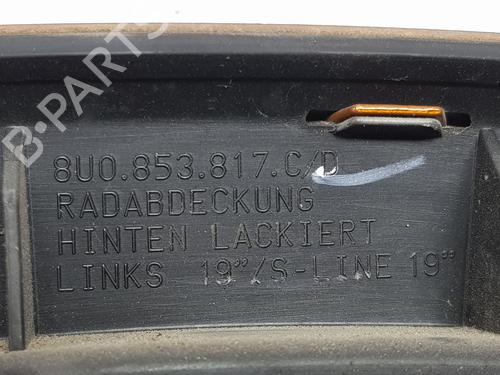 B-PARTS
8U0.853.817.C/D
RADABDECKUNG
HINTEN LACKIERT
LINKS 19"/S-LINE 19"